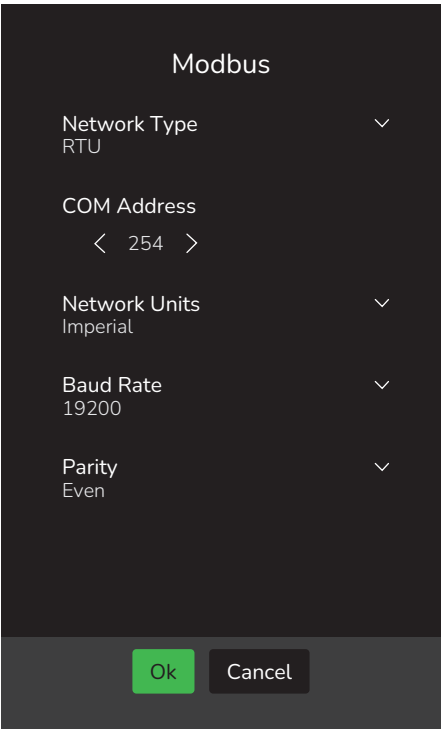 Modbus
Network Type
RTU
COM Address
254
Network Units
Imperial
Baud Rate
19200
Parity
Even
Ok Cancel